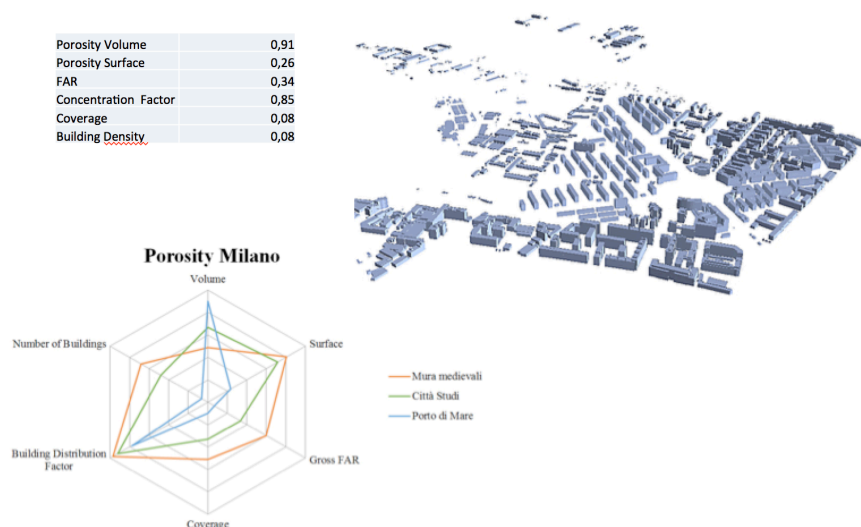 Porosity Volume 0,91
Porosity Surface 0,26
FAR 0,34
Concentration Factor 0,85
Coverage 0,08
Building Density 0,08
Porosity Milano
Volume
Number of Buildings
Surface
Mura medievali
Città Studi
Porto di Mare
Building Distribution
Factor
Gross FAR
Coverage